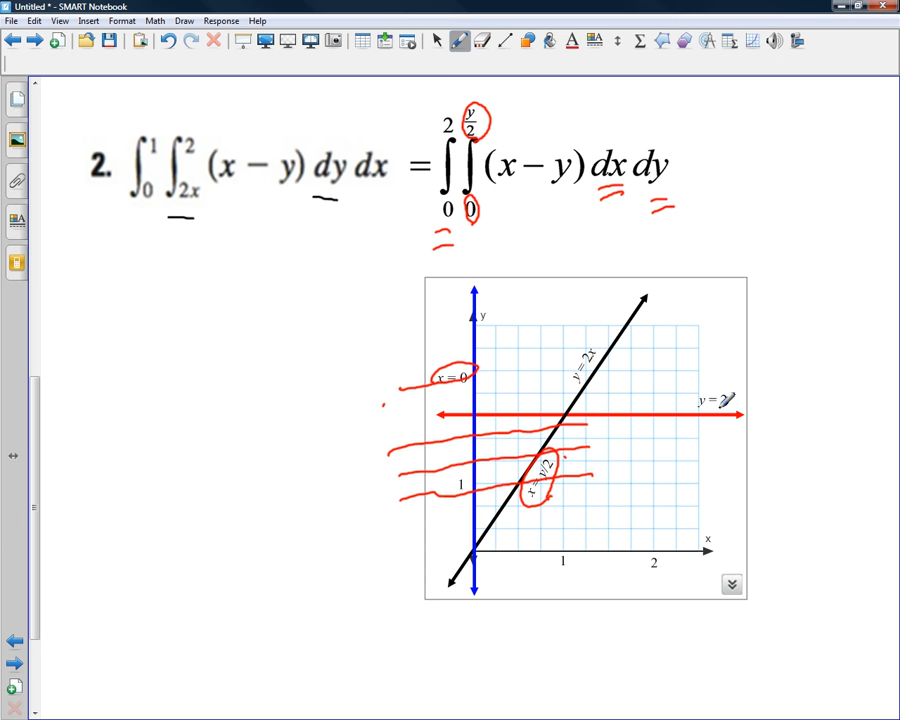 Untitled * - SMART Notebook
File Edit View Insert Format Math Draw Response Help
2. ∫₀¹ ∫₂ₓ² (x − y) dy dx = ∫₀² ∫₀^(y/2) (x − y) dx dy
y
y = 2x
x = 0
y = 2
x = y/2
1
x
1 2